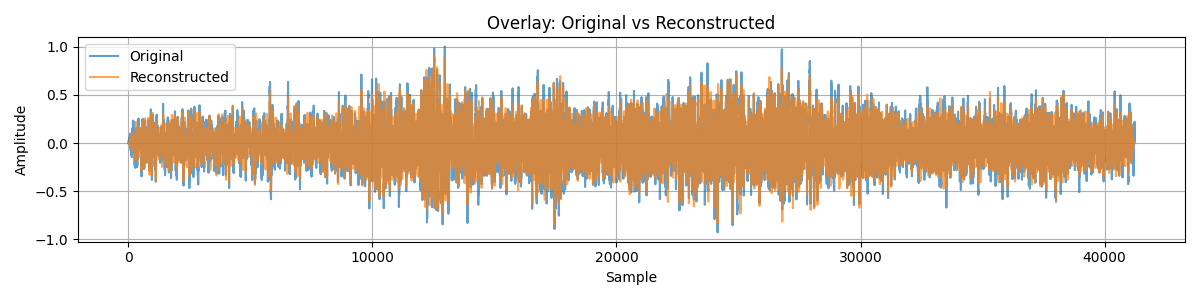 Overlay: Original vs Reconstructed
Original
Reconstructed
Amplitude
1.0
0.5
0.0
−0.5
−1.0
0 10000 20000 30000 40000
Sample